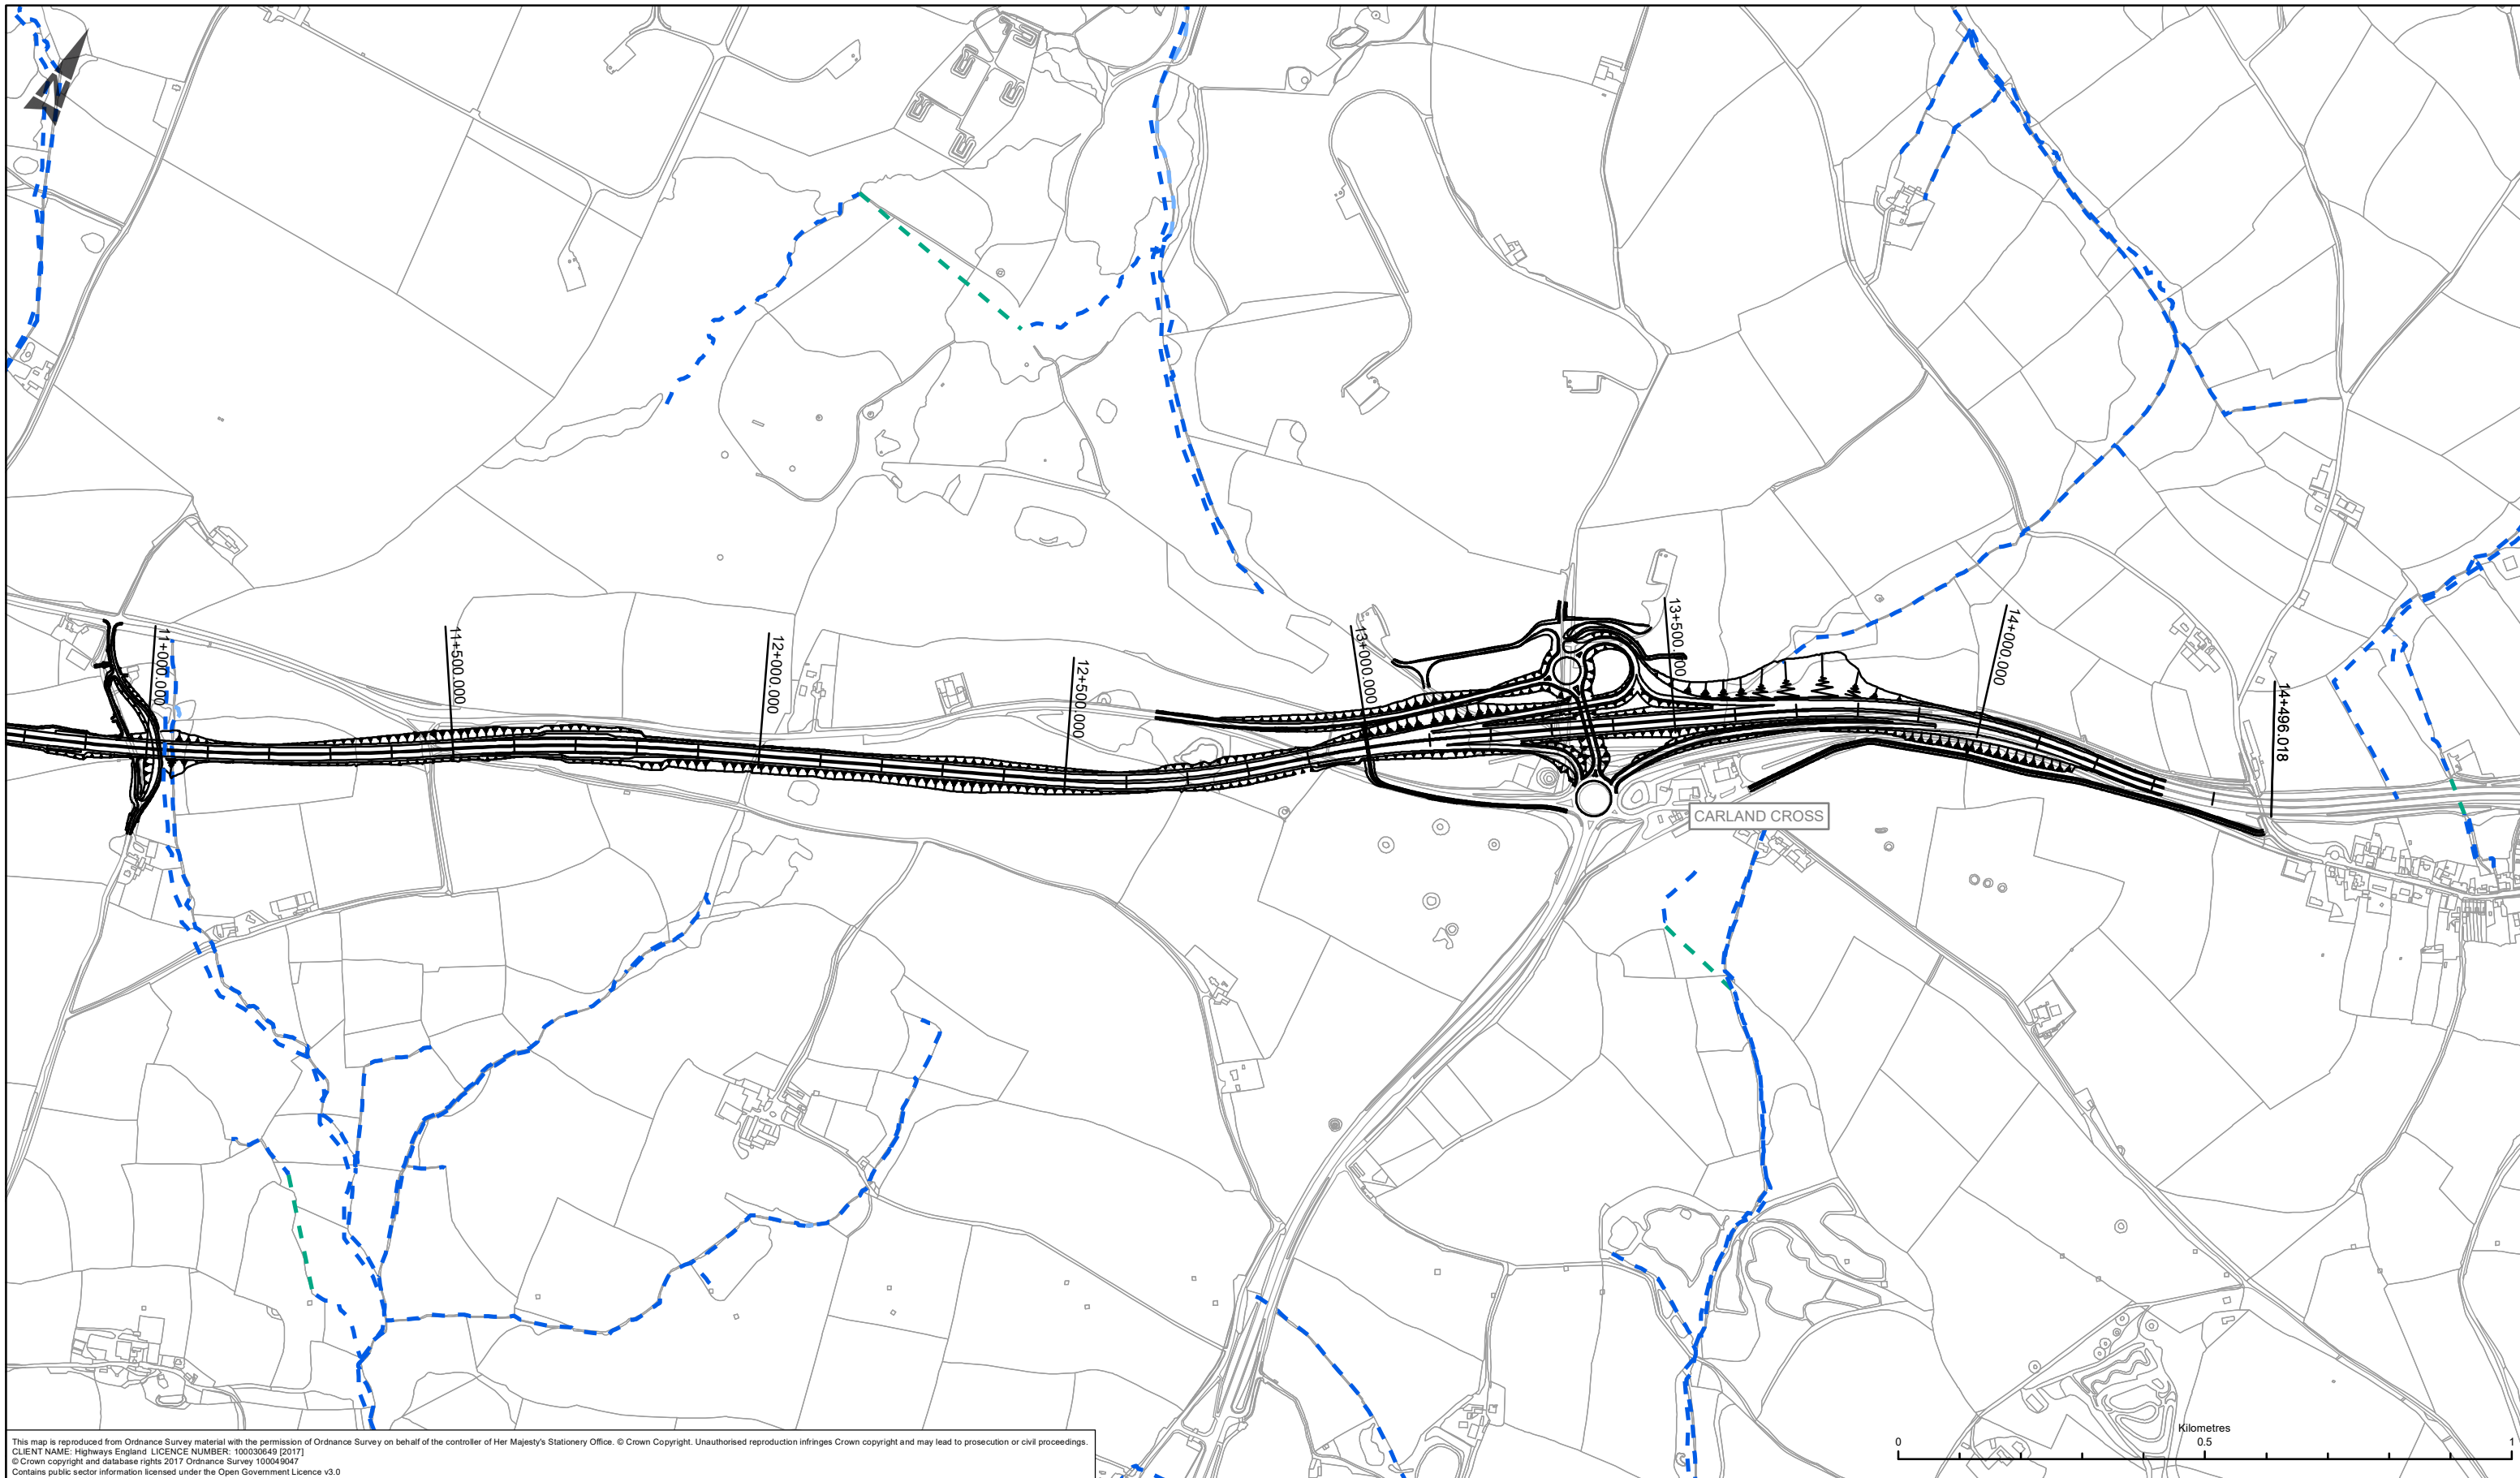 N
11+000.000
11+500.000
12+000.000
12+500.000
13+000.000
13+500.000
14+000.000
14+496.018
CARLAND CROSS
Kilometres
0 0.5 1
This map is reproduced from Ordnance Survey material with the permission of Ordnance Survey on behalf of the controller of Her Majesty's Stationery Office. © Crown Copyright. Unauthorised reproduction infringes Crown copyright and may lead to prosecution or civil proceedings.
CLIENT NAME: Highways England LICENCE NUMBER: 100030649 [2017]
© Crown copyright and database rights 2017 Ordnance Survey 100049047
Contains public sector information licensed under the Open Government Licence v3.0